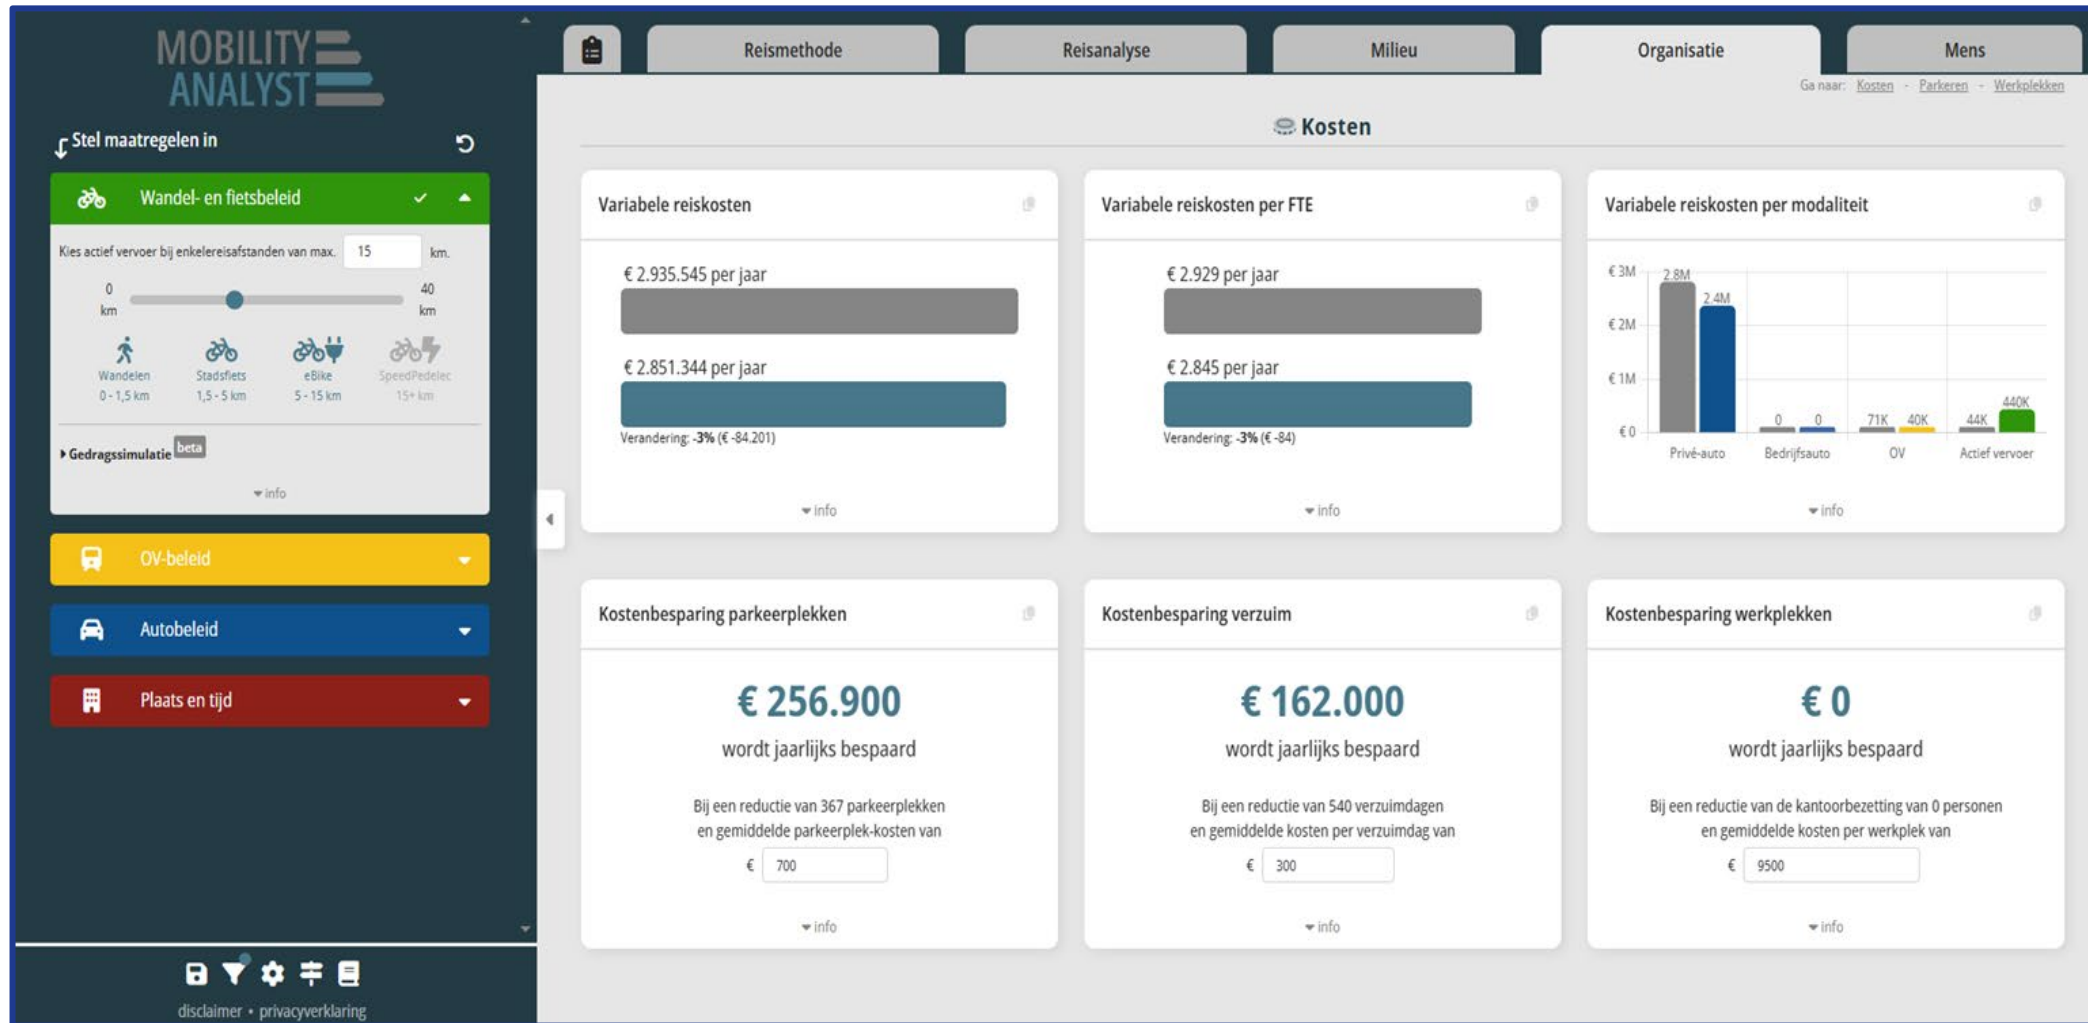 MOBILITY
ANALYST
Stel maatregelen in
Wandel- en fietsbeleid
Kies actief vervoer bij enkelereisafstanden van max. 15 km.
0 40
km km
Wandelen Stadsfiets eBike SpeedPedelec
0 - 1,5 km 1,5 - 5 km 5 - 15 km 15+ km
Gedragssimulatie beta
info
OV-beleid
Autobeleid
Plaats en tijd
disclaimer • privacyverklaring
Reismethode Reisanalyse Milieu Organisatie Mens
Ga naar: Kosten - Parkeren - Werkplekken
Kosten
Variabele reiskosten
€ 2.935.545 per jaar
€ 2.851.344 per jaar
Verandering: -3% (€ -84.201)
info
Variabele reiskosten per FTE
€ 2.929 per jaar
€ 2.845 per jaar
Verandering: -3% (€ -84)
info
Variabele reiskosten per modaliteit
€ 3M
€ 2M
€ 1M
€ 0
2.8M 2.4M 0 0 71K 40K 44K 440K
Privé-auto Bedrijfsauto OV Actief vervoer
info
Kostenbesparing parkeerplekken
€ 256.900
wordt jaarlijks bespaard
Bij een reductie van 367 parkeerplekken
en gemiddelde parkeerplek-kosten van
€ 700
info
Kostenbesparing verzuim
€ 162.000
wordt jaarlijks bespaard
Bij een reductie van 540 verzuimdagen
en gemiddelde kosten per verzuimdag van
€ 300
info
Kostenbesparing werkplekken
€ 0
wordt jaarlijks bespaard
Bij een reductie van de kantoorbezetting van 0 personen
en gemiddelde kosten per werkplek van
€ 9500
info